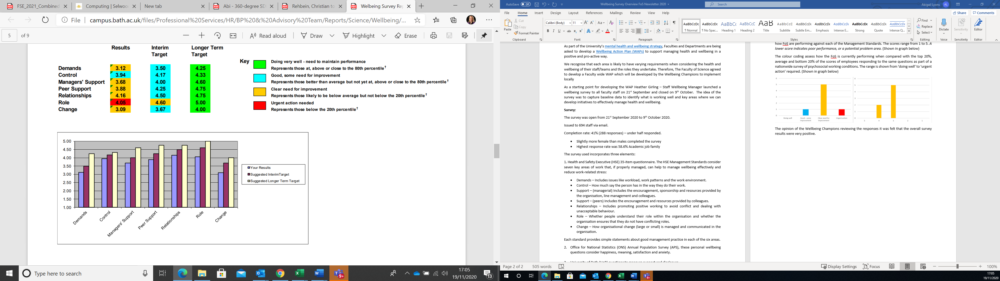 FSE_2021_Combined
Computing | Selwoo
New tab
Abi - 360-degree SD
Rehbein, Christian to
Welbeing Survey Re
File
campus.bath.ac.uk/files/Professional%20Services/HR/BP%20&%20Advisory%20Team/Reports/Science/Wellbeing/...
5 of 9
Read aloud
Draw
Highlight
Erase
Results Interim Target Longer Term Target
Demands 3.12 3.50 4.25
Control 3.94 4.17 4.33
Managers' Support 3.68 4.00 4.60
Peer Support 3.88 4.25 4.75
Relationships 4.16 4.50 4.75
Role 4.05 4.60 5.00
Change 3.09 3.67 4.00
Key
Doing very well - need to maintain performance
Represents those at, above or close to the 80th percentile†
Good, some need for improvement
Represents those better than average but not yet at, above or close to the 80th percentile†
Clear need for improvement
Represents those likely to be below average but not below the 20th percentile†
Urgent action needed
Represents those below the 20th percentile†
5.00
4.50
4.00
3.50
3.00
2.50
2.00
1.50
1.00
Demands
Control
Managers' Support
Peer Support
Relationships
Role
Change
Your Results
Suggested InterimTarget
Suggested Longer Term Target
Type here to search
9+
17:05
19/11/2020
13
AutoSave Off
Wellbeing Survey Overview FoS Newsletter 2020
Search
Abigail Lyons AL
File Home Insert Design Layout References Mailings Review View Help
Share Comments
Paste
Cut
Copy
Format Painter
Calibri (Body) 11
AaBbCcDc Normal
AaBbCcDc No Spac...
AaBbCc Heading 1
AaBbCcE Heading 2
AaB Title
AaBbCcE Subtitle
AaBbCcDc Subtle Em...
AaBbCcDc Emphasis
AaBbCcDc Intense E...
AaBbCcDc Strong
AaBbCcDc Quote
AaBbCcDc Intense Q...
Find
Replace
Select
Dictate
Sensitivity
Editor
Clipboard Font Paragraph Styles Editing Voice Sensitivity Editor
As part of the University's mental health and wellbeing strategy, Faculties and Departments are being
asked to develop a Wellbeing Action Plan (WAPs) to support managing health and wellbeing in a
positive and pro-active way.
We recognise that each area is likely to have varying requirements when considering the health and
wellbeing of their staff/teams and the roles they undertake. Therefore, The Faculty of Science agreed
to develop a Faculty wide WAP which will be developed by the Wellbeing Champions to implement
locally
As a starting point for developing the WAP Heather Girling – Staff Wellbeing Manager launched a
wellbeing survey to all faculty staff on 21st September and closed on 9th October. The idea of the
survey was to capture baseline data to identify what is working well and key areas where we can
develop initiatives to effectively manage health and wellbeing.
Survey:
The survey was open from 21st September 2020 to 9th October 2020.
Issued to 694 staff via email.
Completion rate: 41% (288 responses) – under half responded.
• Slightly more female than males completed the survey
• Highest response rate was 58.6% Academic job family
The survey used incorporates three elements:
1. Health and Safety Executive (HSE) 35-item questionnaire. The HSE Management Standards consider
seven key areas of work that, if properly managed, can help to manage wellbeing effectively and
reduce work-related stress:
• Demands – Includes issues like workload, work patterns and the work environment.
• Control – How much say the person has in the way they do their work.
• Support – (managerial) Includes the encouragement, sponsorship and resources provided by
the organisation, line management and colleagues.
• Support – (peers) Includes the encouragement and resources provided by colleagues.
• Relationships – Includes promoting positive working to avoid conflict and dealing with
unacceptable behaviour.
• Role – Whether people understand their role within the organisation and whether the
organisation ensures that they do not have conflicting roles.
• Change – How organisational change (large or small) is managed and communicated in the
organisation.
Each standard provides simple statements about good management practice in each of the six areas.
2. Office for National Statistics (ONS) Annual Population Survey (APS), these personal wellbeing
questions consider happiness, meaning, satisfaction and anxiety.
how FoS are performing against each of the Management Standards. The scores range from 1 to 5. A
lower score indicates poor performance, or a potential problem area. (Shown in graph below)
The colour coding assess how the FoS is currently performing when compared with the top 20%,
average and bottom 20% of the scores of employees responding to the same questions as part of a
nationwide survey of psychosocial working conditions. The range is shown from 'doing well' to 'urgent
action' required. (Shown in graph below)
Doing well
Good – some improvement
Clear need for improvement
Urgent action
5 4 3 2 1
The opinion of the Wellbeing Champions reviewing the responses it was felt that the overall survey
results were very positive.
Page 2 of 2 505 words
Display Settings Focus
100%
17:05
19/11/2020